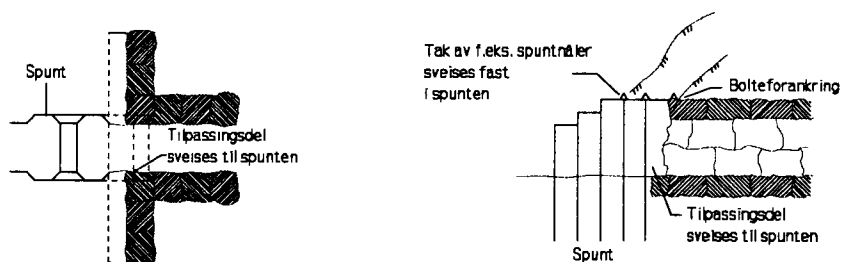 Spunt
Tilpassingsdel
sveises til spunten
Tak av f.eks. spuntnåler
sveises fast
i spunten
Bolteforankring
Tilpassingsdel
sveises til spunten
Spunt